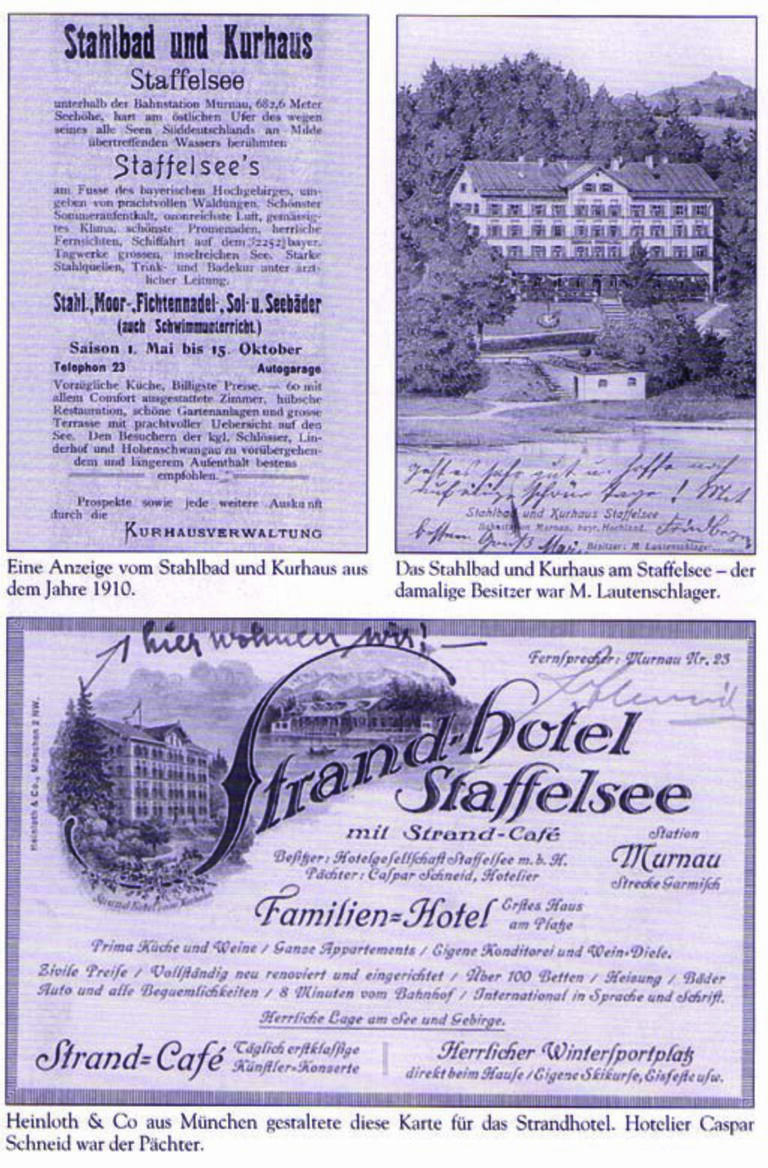 Stahlbad und Kurhaus
Staffelsee
unterhalb der Bahnstation Murnau, 682,6 Meter
Seehöhe, hart am östlichen Ufer des wegen
seines alle Seen Süddeutschlands an Milde
übertreffenden Wassers berühmten
Staffelsee's
am Fusse des bayerischen Hochgebirges, um-
geben von prachtvollen Waldungen, Schönster
Sommeraufenthalt, ozonreichste Luft, gemässig-
tes Klima, schönste Promenaden, herrliche
Fernsichten, Schiffahrt auf dem 2252 bayer.
Tagwerke grossen, inselreichen See. Starke
Stahlquellen, Trink- und Badekur unter ärzt-
licher Leitung.
Stahl-, Moor-, Fichtennadel-, Sol- u. Seebäder
(auch Schwimmunterricht)
Saison 1. Mai bis 15. Oktober
Telephon 23 Autogarage
Vorzügliche Küche, Billigste Preise. — 60 mit
allem Comfort ausgestattete Zimmer, hübsche
Restauration, schöne Gartenanlagen und grosse
Terrasse mit prachtvoller Uebersicht auf den
See. Den Besuchern der kgl. Schlösser, Lin-
derhof und Hohenschwangau zu vorübergehen-
dem und längerem Aufenthalt bestens
empfohlen.
Prospekte sowie jede weitere Auskunft
durch die
KURHAUSVERWALTUNG
Eine Anzeige vom Stahlbad und Kurhaus aus
dem Jahre 1910.
Stahlbad und Kurhaus Staffelsee
Bahnstation Murnau, bayr. Hochland.
Besitzer: M. Lautenschlager
Das Stahlbad und Kurhaus am Staffelsee – der
damalige Besitzer war M. Lautenschlager.
hier wohnen wir!
Fernsprecher: Murnau Nr. 23
Heinloth & Co., München 2 NW.
Strand-Hotel
Staffelsee
mit Strand-Café
Besitzer: Hotelgesellschaft Staffelsee m. b. H.
Pächter: Caspar Schneid, Hotelier
Station
Murnau
Strecke Garmisch
Familien=Hotel Erstes Haus
am Platze
Prima Küche und Weine / Ganze Appartements / Eigene Konditorei und Wein-Diele.
Zivile Preise / Vollständig neu renoviert und eingerichtet / Über 100 Betten / Heizung / Bäder
Auto und alle Bequemlichkeiten / 8 Minuten vom Bahnhof / International in Sprache und Schrift.
Herrliche Lage am See und Gebirge.
Strand=Café Täglich erstklassige
Künstler-Konzerte
Herrlicher Wintersportplatz
direkt beim Hause / Eigene Skikurse, Eisfeste usw.
Heinloth & Co aus München gestaltete diese Karte für das Strandhotel. Hotelier Caspar
Schneid war der Pächter.